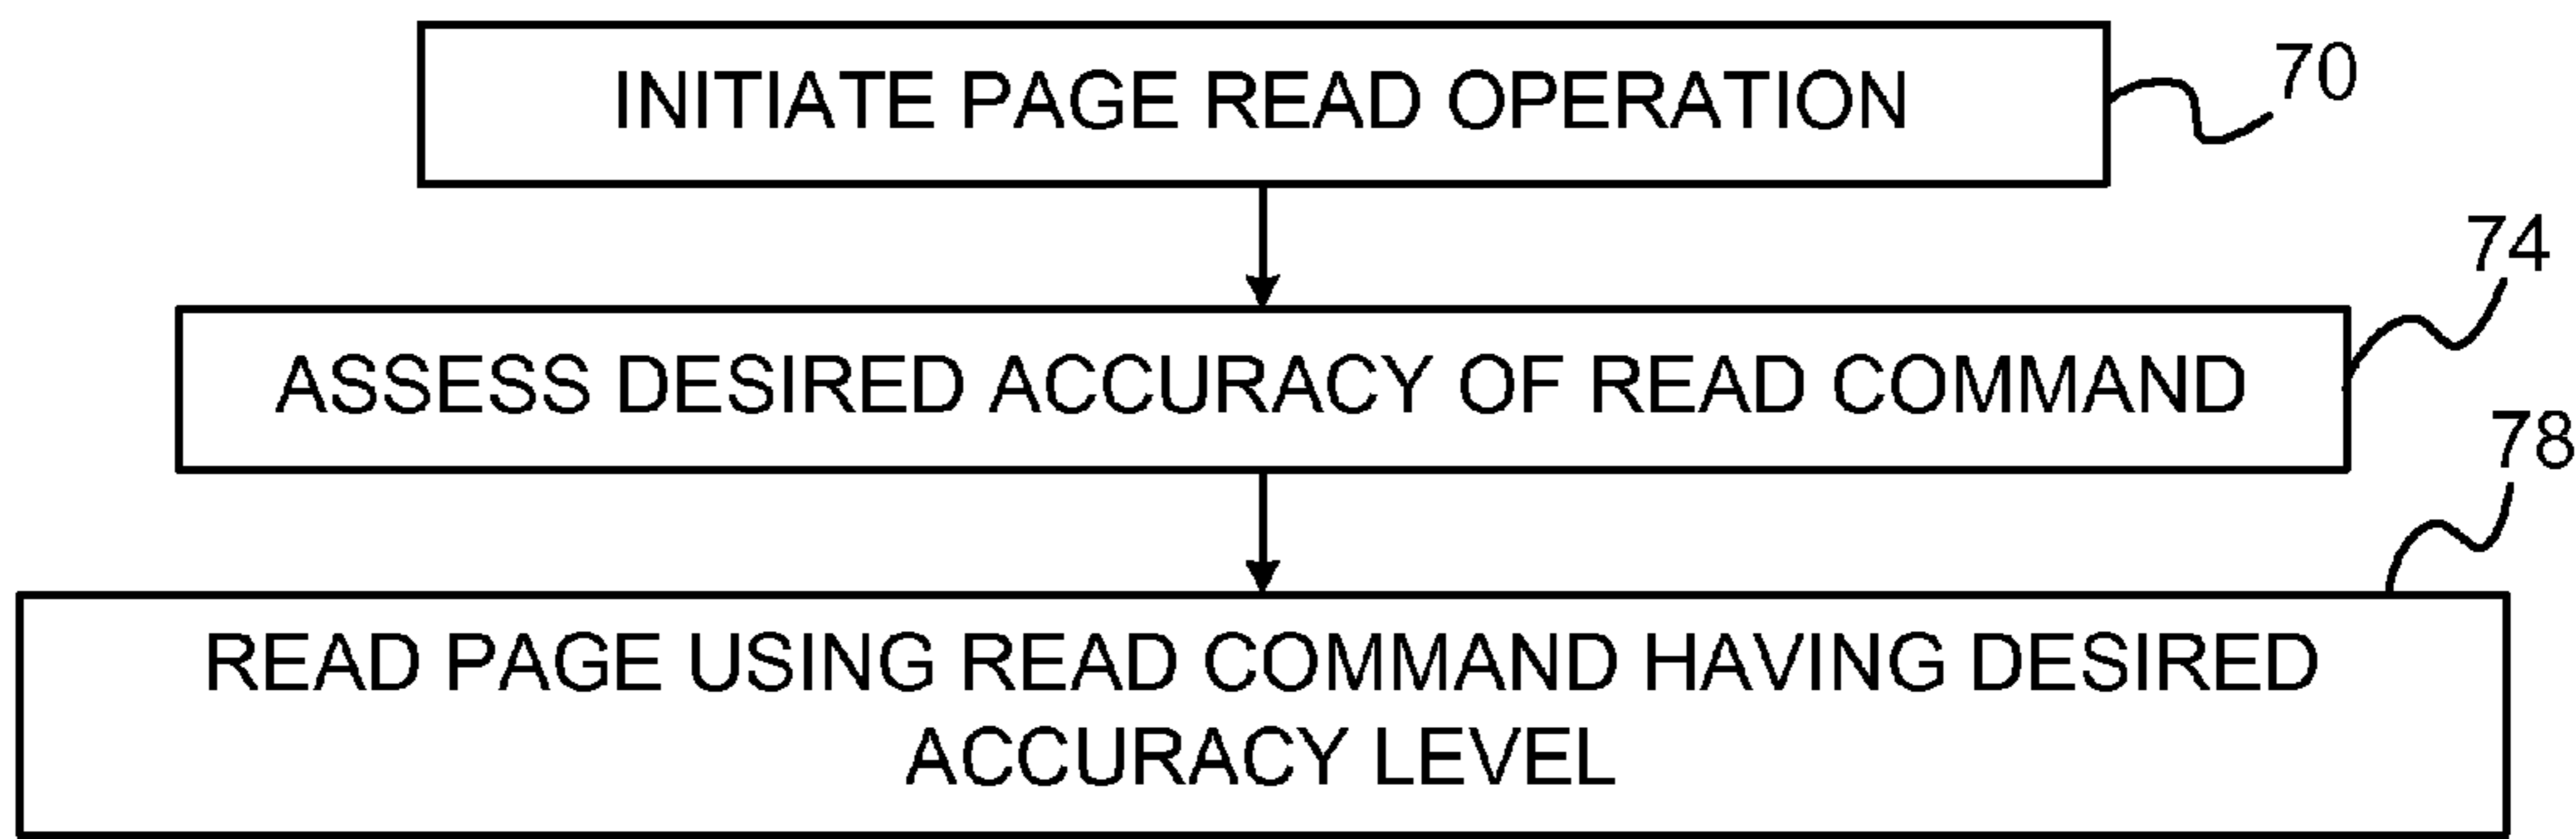 INITIATE PAGE READ OPERATION
70
ASSESS DESIRED ACCURACY OF READ COMMAND
74
READ PAGE USING READ COMMAND HAVING DESIRED
ACCURACY LEVEL
78